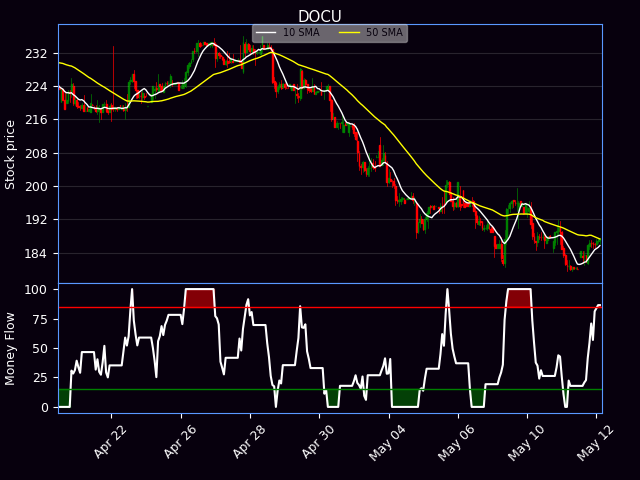 DOCU
10 SMA
50 SMA
Stock price
232
224
216
208
200
192
184
Money Flow
100
75
50
25
0
Apr 22
Apr 26
Apr 28
Apr 30
May 04
May 06
May 10
May 12